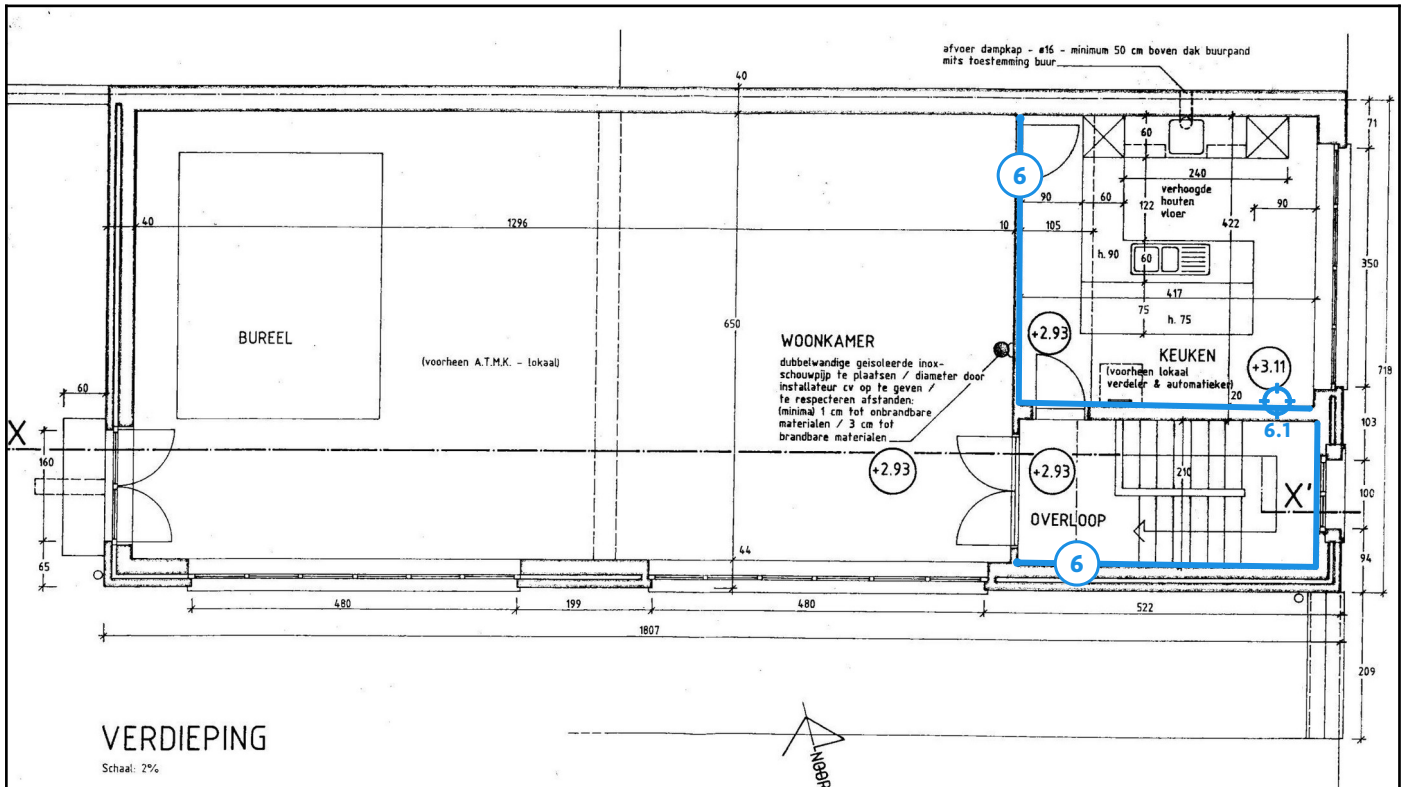 afvoer dampkap - ø16 - minimum 50 cm boven dak buurpand
mits toestemming buur
40
71
60
6
240
verhoogde
houten
vloer
90
60
122
90
40
1296
10
105
422
h. 90
60
350
417
75
h. 75
650
718
BUREEL
(voorheen A.T.M.K. - lokaal)
WOONKAMER
dubbelwandige geisoleerde inox-
schouwpijp te plaatsen / diameter door
installateur cv op te geven /
te respecteren afstanden:
(minima) 1 cm tot onbrandbare
materialen / 3 cm tot
brandbare materialen
+2.93
KEUKEN
(voorheen lokaal
verdeler & automatieker)
+3.11
20
6.1
60
103
X
160
+2.93
+2.93
210
100
X'
OVERLOOP
65
44
6
94
480
199
480
522
1807
209
VERDIEPING
Schaal: 2%
NOOR